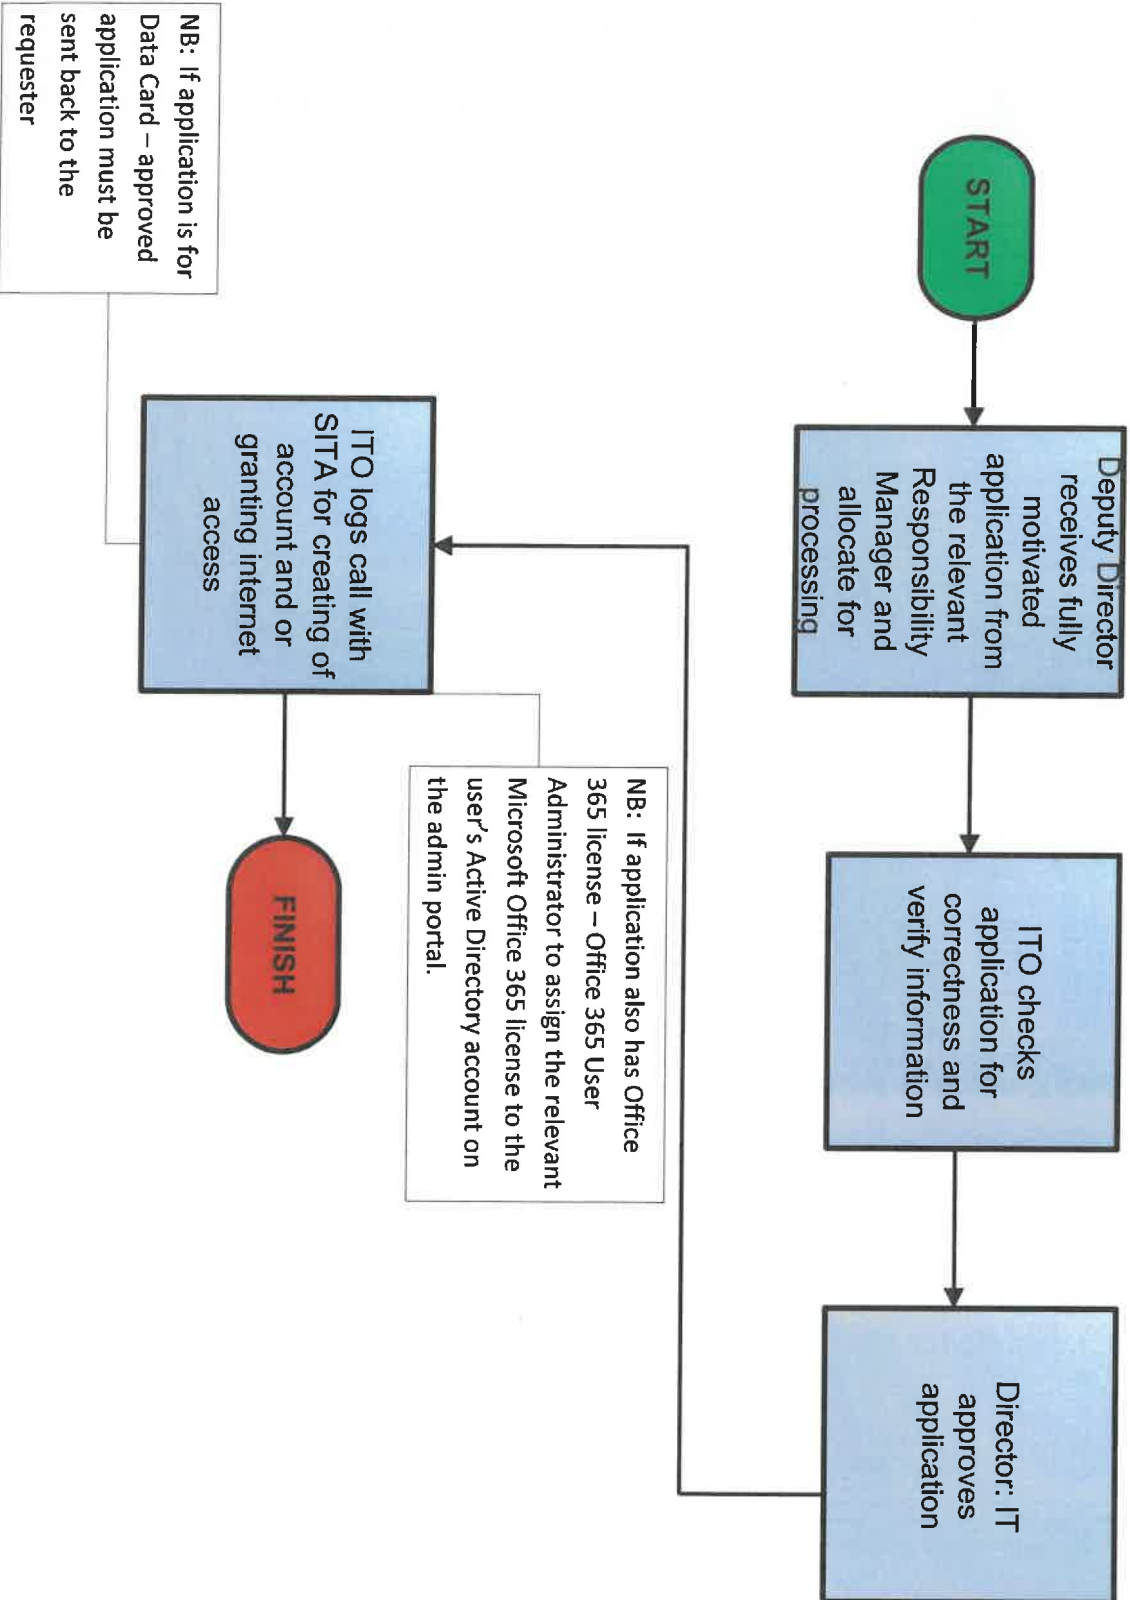 START
Deputy Director
receives fully
motivated
application from
the relevant
Responsibility
Manager and
allocate for
processing
ITO checks
application for
correctness and
verify information
Director: IT
approves
application
ITO logs call with
SITA for creating of
account and or
granting internet
access
NB: If application is for
Data Card – approved
application must be
sent back to the
requester
NB: If application also has Office
365 license – Office 365 User
Administrator to assign the relevant
Microsoft Office 365 license to the
user's Active Directory account on
the admin portal.
FINISH